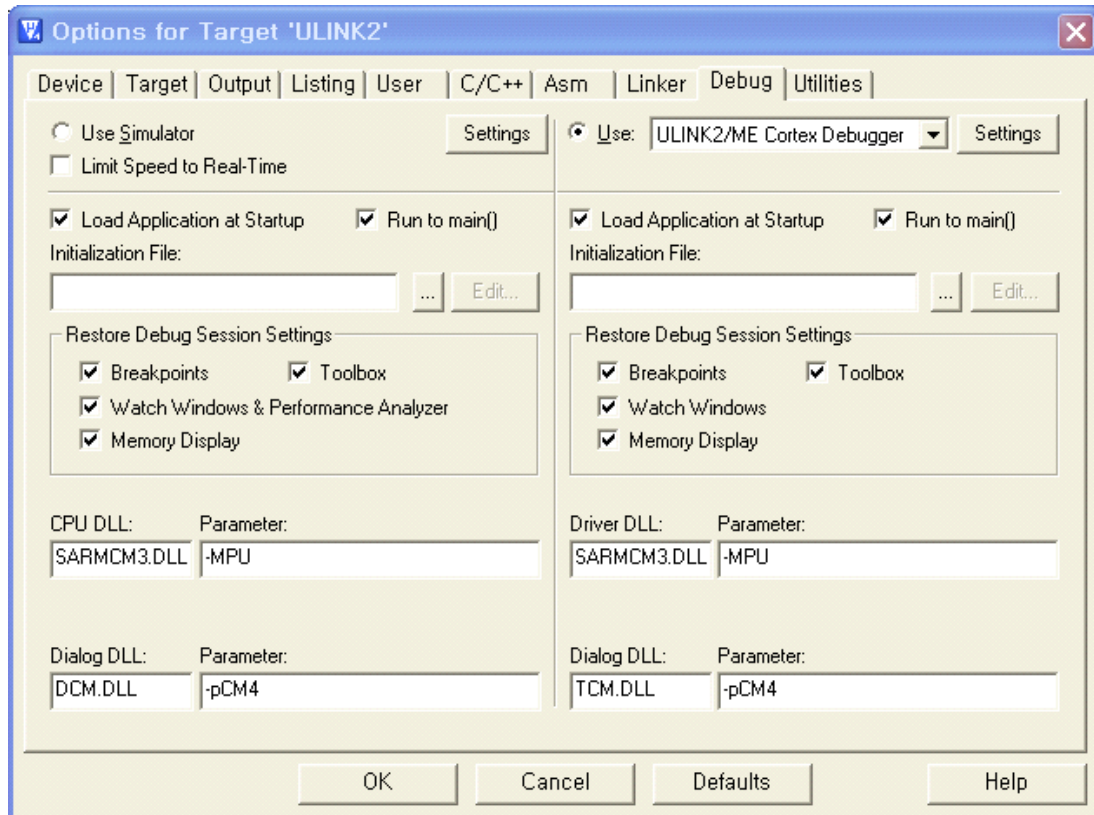 Options for Target 'ULINK2'
Device Target Output Listing User C/C++ Asm Linker Debug Utilities
Use Simulator Settings Use: ULINK2/ME Cortex Debugger Settings
Limit Speed to Real-Time
Load Application at Startup Run to main() Load Application at Startup Run to main()
Initialization File: Initialization File:
... Edit... ... Edit...
Restore Debug Session Settings Restore Debug Session Settings
Breakpoints Toolbox Breakpoints Toolbox
Watch Windows & Performance Analyzer Watch Windows
Memory Display Memory Display
CPU DLL: Parameter: Driver DLL: Parameter:
SARMCM3.DLL -MPU SARMCM3.DLL -MPU
Dialog DLL: Parameter: Dialog DLL: Parameter:
DCM.DLL -pCM4 TCM.DLL -pCM4
OK Cancel Defaults Help